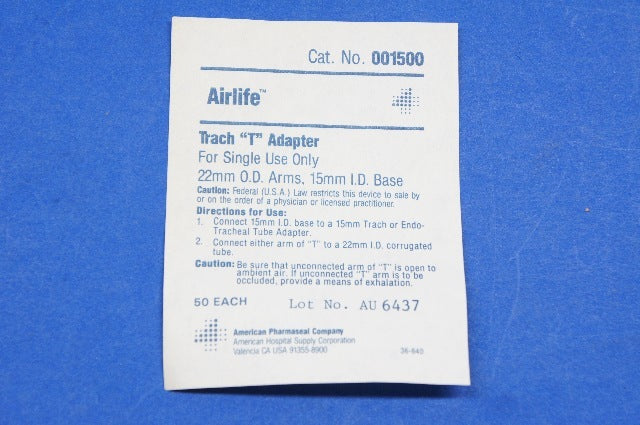 Cat. No. 001500
Airlife™
Trach "T" Adapter
For Single Use Only
22mm O.D. Arms, 15mm I.D. Base
Caution: Federal (U.S.A.) Law restricts this device to sale by
or on the order of a physician or licensed practitioner.
Directions for Use:
1. Connect 15mm I.D. base to a 15mm Trach or Endo-
Tracheal Tube Adapter.
2. Connect either arm of "T" to a 22mm I.D. corrugated
tube.
Caution: Be sure that unconnected arm of "T" is open to
ambient air. If unconnected "T" arm is to be
occluded, provide a means of exhalation.
50 EACH Lot No. AU 6437
American Pharmaseal Company
American Hospital Supply Corporation
Valencia CA USA 91355-8900
36-640